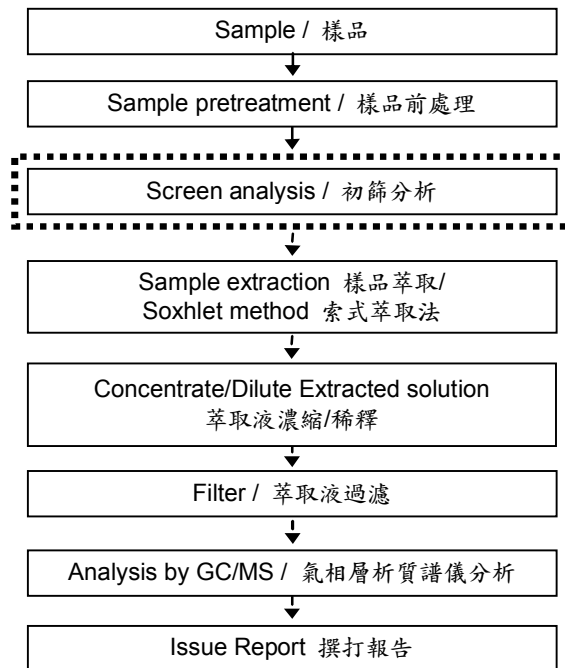 Sample / 樣品
Sample pretreatment / 樣品前處理
Screen analysis / 初篩分析
Sample extraction 樣品萃取/
Soxhlet method 索式萃取法
Concentrate/Dilute Extracted solution
萃取液濃縮/稀釋
Filter / 萃取液過濾
Analysis by GC/MS / 氣相層析質譜儀分析
Issue Report 撰打報告